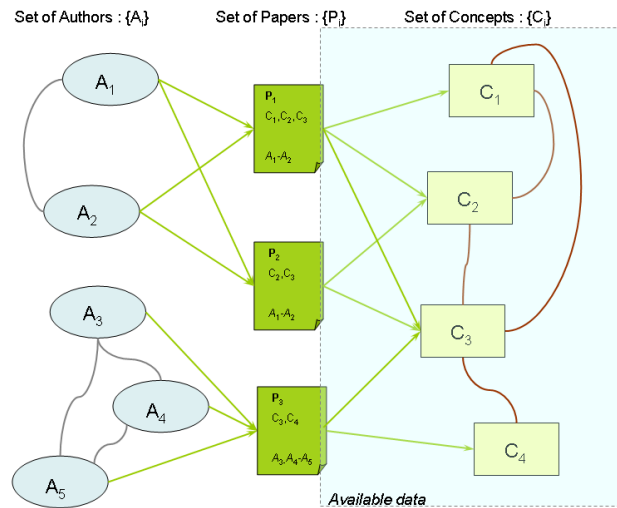 Set of Authors : {Ai}
Set of Papers : {Pi}
Set of Concepts : {Ci}
A1
A2
A3
A4
A5
P1
C1,C2,C3
A1-A2
P2
C2,C3
A1-A2
P3
C3,C4
A3,A4-A5
C1
C2
C3
C4
Available data